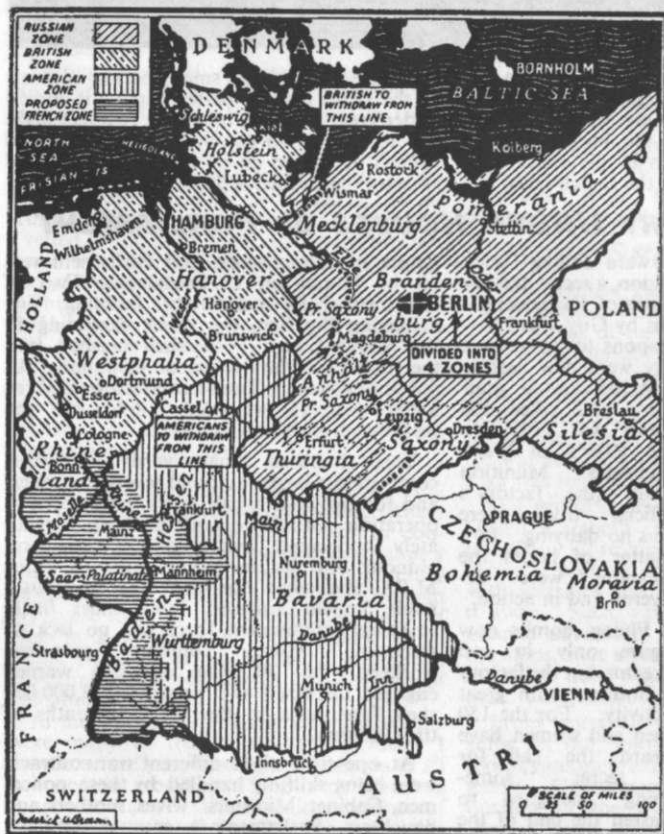 RUSSIAN
ZONE
BRITISH
ZONE
AMERICAN
ZONE
PROPOSED
FRENCH ZONE
DENMARK
BORNHOLM
BALTIC SEA
BRITISH TO
WITHDRAW FROM
THIS LINE
Schleswig
Kiel
Holstein
Lubeck
NORTH
SEA
HELIGOLAND
FRISIAN IS
Kolberg
Rostock
Wismar
Mecklenburg
Pomerania
Stettin
Emden
Wilhelmshaven
HAMBURG
Bremen
HOLLAND
Hanover
Weser
Hanover
Brunswick
Elbe
Pr. Saxony
Magdeburg
Branden
burg
BERLIN
Oder
Frankfurt
POLAND
DIVIDED INTO
4 ZONES
Westphalia
Dortmund
Essen
Dusseldorf
Cologne
Cassel
AMERICANS
TO WITHDRAW
FROM THIS
LINE
Anhalt
Pr. Saxony
Leipzig
Erfurt
Thuringia
Dresden
Saxony
Breslau
Silesia
Rhine
land
Bonn
Rhine
Moselle
Mainz
Hessen
Frankfurt
Main
PRAGUE
CZECHOSLOVAKIA
Bohemia
Moravia
Brno
Saar
Palatinate
Mannheim
Nuremburg
Bavaria
FRANCE
Strasbourg
Baden
Wurttemburg
Danube
Munich
Inn
Danube
VIENNA
Salzburg
Innsbruck
AUSTRIA
SWITZERLAND
SCALE OF MILES
0 25 50 100